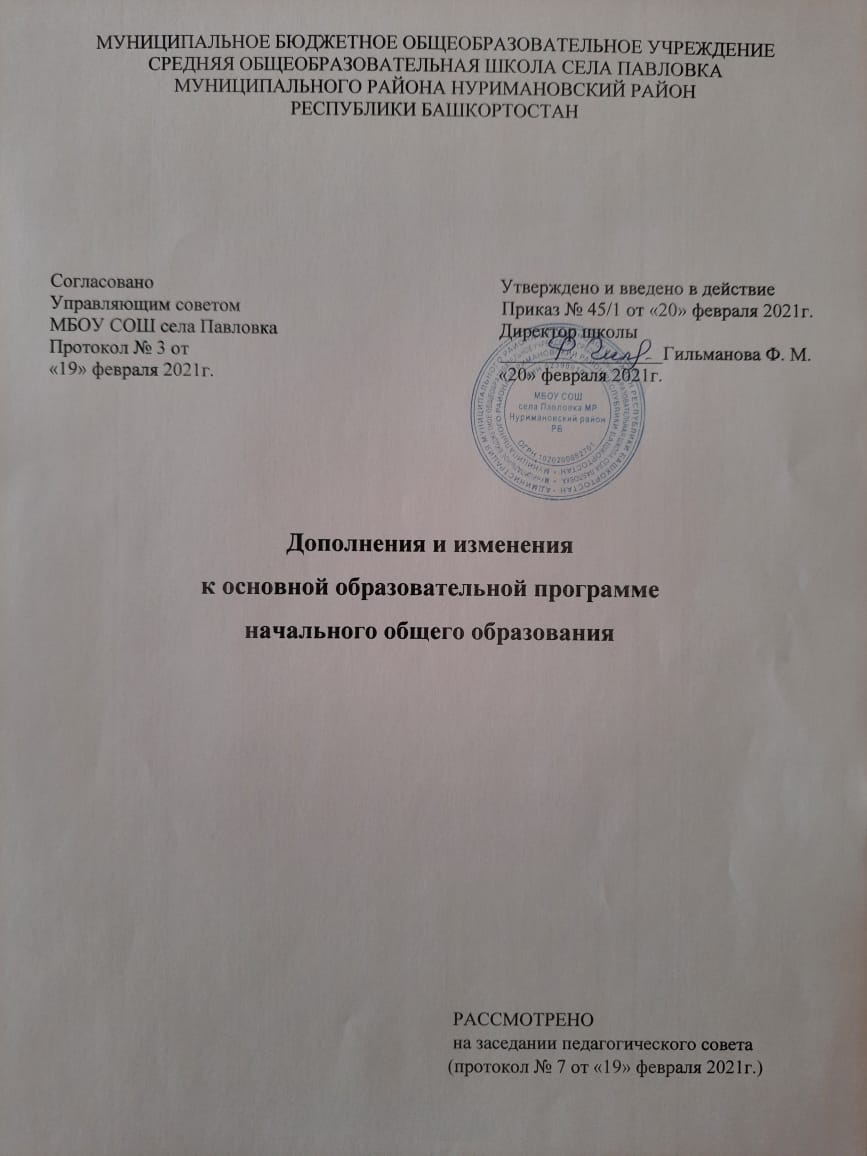 МУНИЦИПАЛЬНОЕ БЮДЖЕТНОЕ ОБЩЕОБРАЗОВАТЕЛЬНОЕ УЧРЕЖДЕНИЕ
СРЕДНЯЯ ОБЩЕОБРАЗОВАТЕЛЬНАЯ ШКОЛА СЕЛА ПАВЛОВКА
МУНИЦИПАЛЬНОГО РАЙОНА НУРИМАНОВСКИЙ РАЙОН
РЕСПУБЛИКИ БАШКОРТОСТАН
Согласовано
Управляющим советом
МБОУ СОШ села Павловка
Протокол № 3 от
«19» февраля 2021г.
Утверждено и введено в действие
Приказ № 45/1 от «20» февраля 2021г.
Директор школы
Гильманова Ф. М.
«20» февраля 2021г.
МБОУ СОШ
села Павловка МР
Нуримановский район
РБ
Дополнения и изменения
к основной образовательной программе
начального общего образования
РАССМОТРЕНО
на заседании педагогического совета
(протокол № 7 от «19» февраля 2021г.)